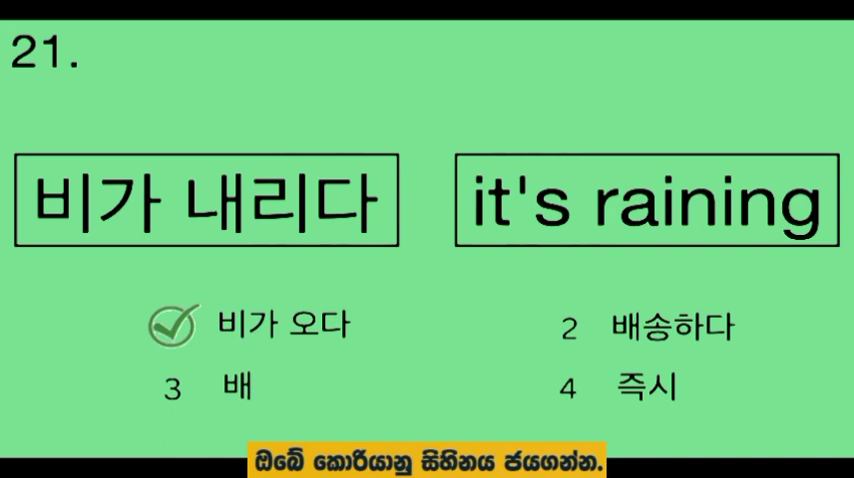 21.
비가 내리다
it's raining
비가 오다
2 배송하다
3 배
4 즉시
ඔබේ කොරියානු සිහිනය ජයගන්න.